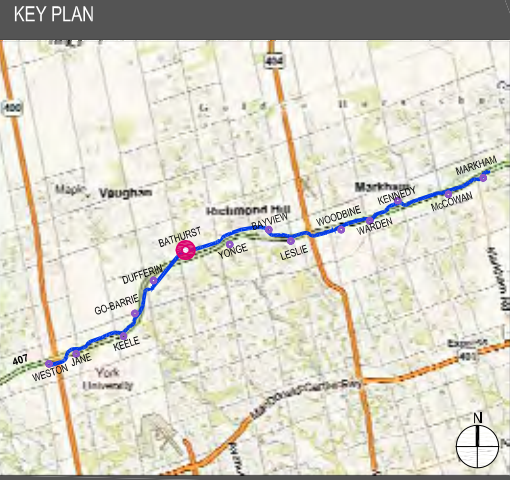 KEY PLAN
404
400
Maple
Vaughan
Richmond Hill
Markham
MARKHAM
KENNEDY
McCOWAN
WOODBINE
WARDEN
BAYVIEW
LESLIE
BATHURST
YONGE
DUFFERIN
GO-BARRIE
KEELE
407
WESTON
JANE
York
University
401
N